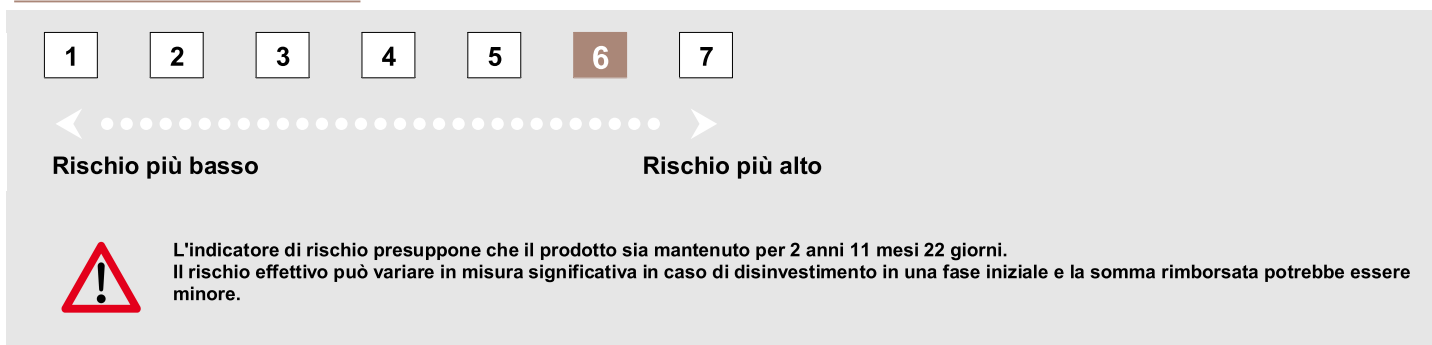 1 2 3 4 5 6 7
Rischio più basso Rischio più alto
L'indicatore di rischio presuppone che il prodotto sia mantenuto per 2 anni 11 mesi 22 giorni.
Il rischio effettivo può variare in misura significativa in caso di disinvestimento in una fase iniziale e la somma rimborsata potrebbe essere
minore.